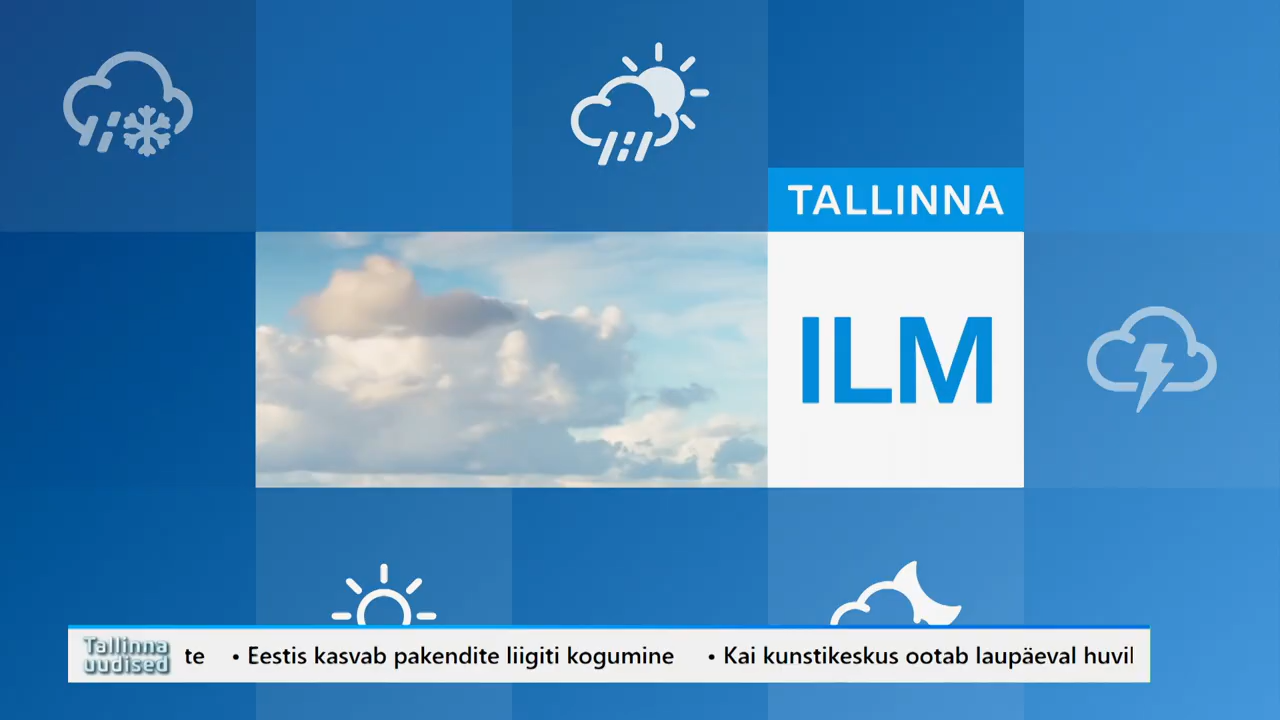 TALLINNA
ILM
Tallinna
uudised
te • Eestis kasvab pakendite liigiti kogumine • Kai kunstikeskus ootab laupäeval huvil